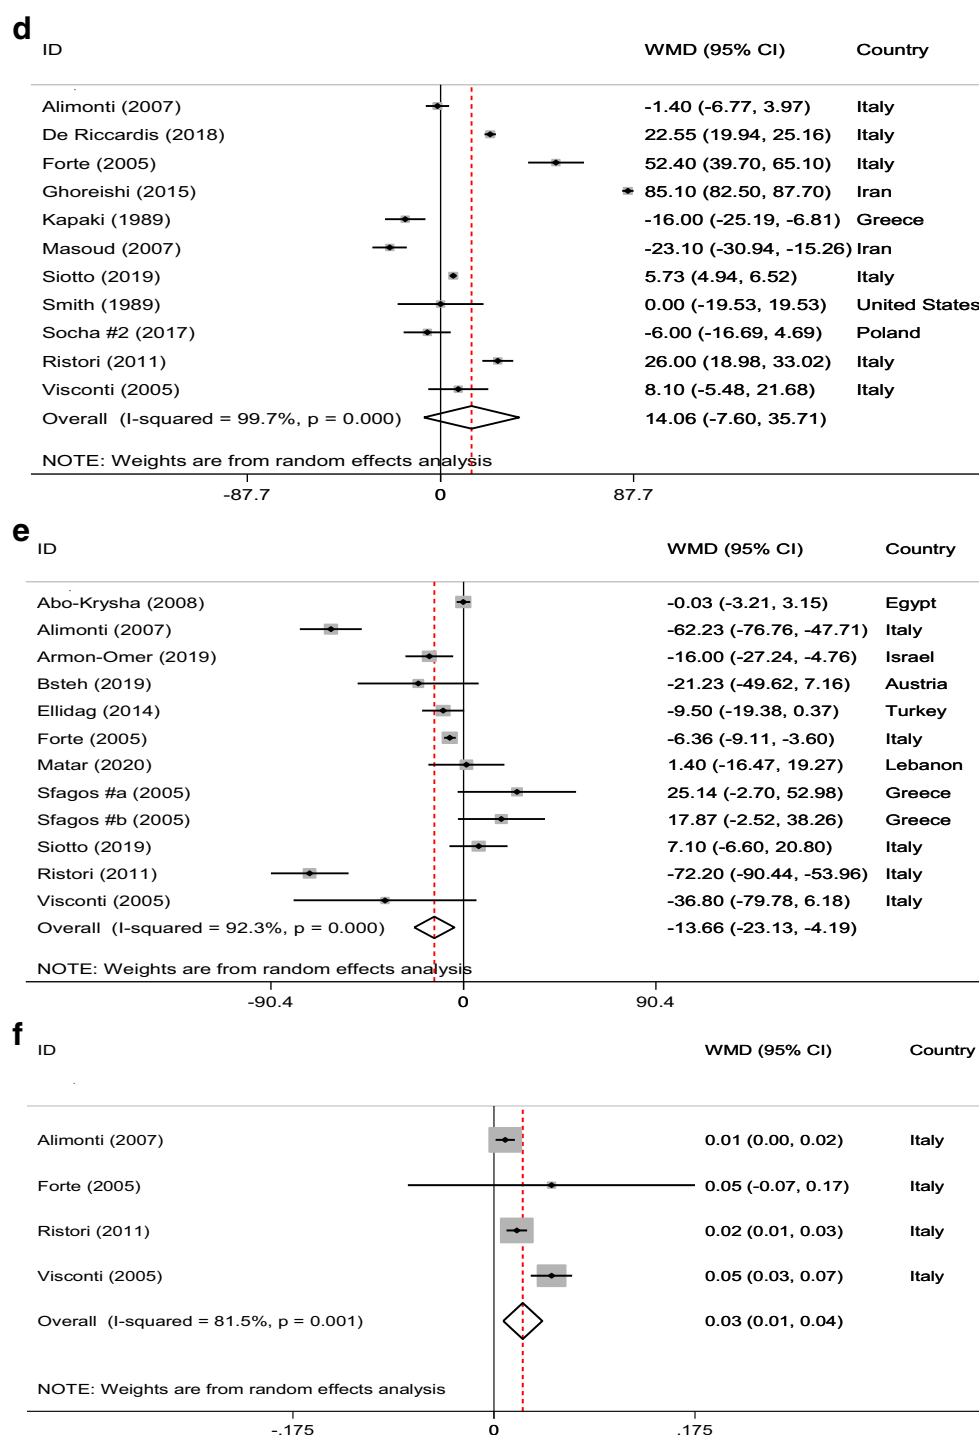 d
ID WMD (95% CI) Country
Alimonti (2007) -1.40 (-6.77, 3.97) Italy
De Riccardis (2018) 22.55 (19.94, 25.16) Italy
Forte (2005) 52.40 (39.70, 65.10) Italy
Ghoreishi (2015) 85.10 (82.50, 87.70) Iran
Kapaki (1989) -16.00 (-25.19, -6.81) Greece
Masoud (2007) -23.10 (-30.94, -15.26) Iran
Siotto (2019) 5.73 (4.94, 6.52) Italy
Smith (1989) 0.00 (-19.53, 19.53) United States
Socha #2 (2017) -6.00 (-16.69, 4.69) Poland
Ristori (2011) 26.00 (18.98, 33.02) Italy
Visconti (2005) 8.10 (-5.48, 21.68) Italy
Overall (I-squared = 99.7%, p = 0.000) 14.06 (-7.60, 35.71)
NOTE: Weights are from random effects analysis
-87.7 0 87.7
e
ID WMD (95% CI) Country
Abo-Krysha (2008) -0.03 (-3.21, 3.15) Egypt
Alimonti (2007) -62.23 (-76.76, -47.71) Italy
Armon-Omer (2019) -16.00 (-27.24, -4.76) Israel
Bsteh (2019) -21.23 (-49.62, 7.16) Austria
Ellidag (2014) -9.50 (-19.38, 0.37) Turkey
Forte (2005) -6.36 (-9.11, -3.60) Italy
Matar (2020) 1.40 (-16.47, 19.27) Lebanon
Sfagos #a (2005) 25.14 (-2.70, 52.98) Greece
Sfagos #b (2005) 17.87 (-2.52, 38.26) Greece
Siotto (2019) 7.10 (-6.60, 20.80) Italy
Ristori (2011) -72.20 (-90.44, -53.96) Italy
Visconti (2005) -36.80 (-79.78, 6.18) Italy
Overall (I-squared = 92.3%, p = 0.000) -13.66 (-23.13, -4.19)
NOTE: Weights are from random effects analysis
-90.4 0 90.4
f
ID WMD (95% CI) Country
Alimonti (2007) 0.01 (0.00, 0.02) Italy
Forte (2005) 0.05 (-0.07, 0.17) Italy
Ristori (2011) 0.02 (0.01, 0.03) Italy
Visconti (2005) 0.05 (0.03, 0.07) Italy
Overall (I-squared = 81.5%, p = 0.001) 0.03 (0.01, 0.04)
NOTE: Weights are from random effects analysis
-.175 0 .175